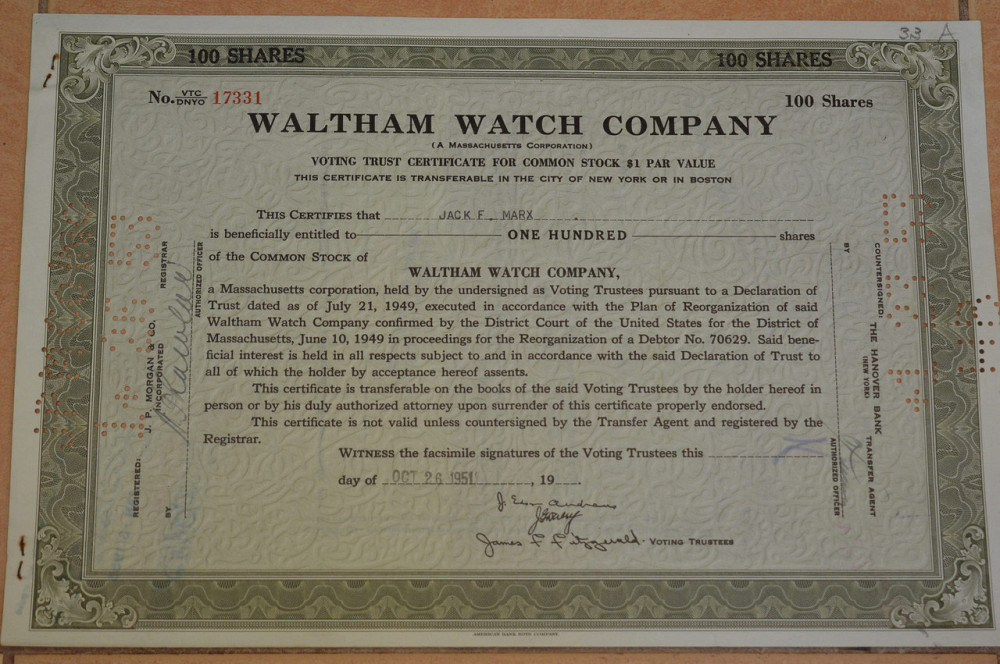 33 A
100 SHARES 100 SHARES
No. VTC/DNYO 17331 100 Shares
WALTHAM WATCH COMPANY
(A MASSACHUSETTS CORPORATION)
VOTING TRUST CERTIFICATE FOR COMMON STOCK $1 PAR VALUE
THIS CERTIFICATE IS TRANSFERABLE IN THE CITY OF NEW YORK OR IN BOSTON
THIS CERTIFIES that JACK F. MARX
is beneficially entitled to ONE HUNDRED shares
of the COMMON STOCK of
WALTHAM WATCH COMPANY,
a Massachusetts corporation, held by the undersigned as Voting Trustees pursuant to a Declaration of
Trust dated as of July 21, 1949, executed in accordance with the Plan of Reorganization of said
Waltham Watch Company confirmed by the District Court of the United States for the District of
Massachusetts, June 10, 1949 in proceedings for the Reorganization of a Debtor No. 70629. Said bene-
ficial interest is held in all respects subject to and in accordance with the said Declaration of Trust to
all of which the holder by acceptance hereof assents.
This certificate is transferable on the books of the said Voting Trustees by the holder hereof in
person or by his duly authorized attorney upon surrender of this certificate properly endorsed.
This certificate is not valid unless countersigned by the Transfer Agent and registered by the
Registrar.
WITNESS the facsimile signatures of the Voting Trustees this
day of OCT 26 1951, 19
James F Fitzgerald - VOTING TRUSTEES
REGISTERED:
J. P. MORGAN & CO.
INCORPORATED
REGISTRAR
BY
AUTHORIZED OFFICER
COUNTERSIGNED: THE HANOVER BANK
(NEW YORK)
TRANSFER AGENT
BY
AUTHORIZED OFFICER
AMERICAN BANK NOTE COMPANY